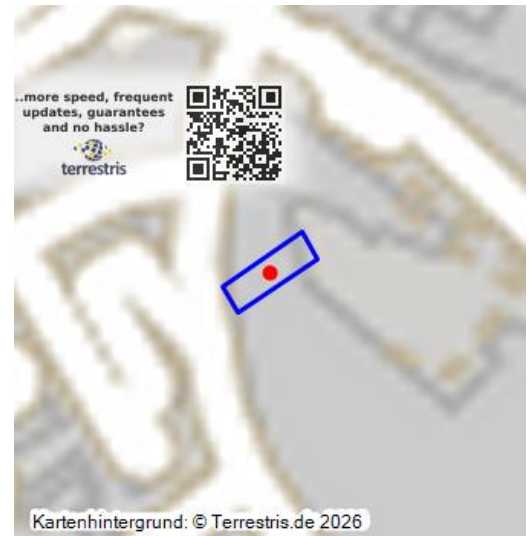 ..more speed, frequent
updates, guarantees
and no hassle?
terrestris
Kartenhintergrund: © Terrestris.de 2026